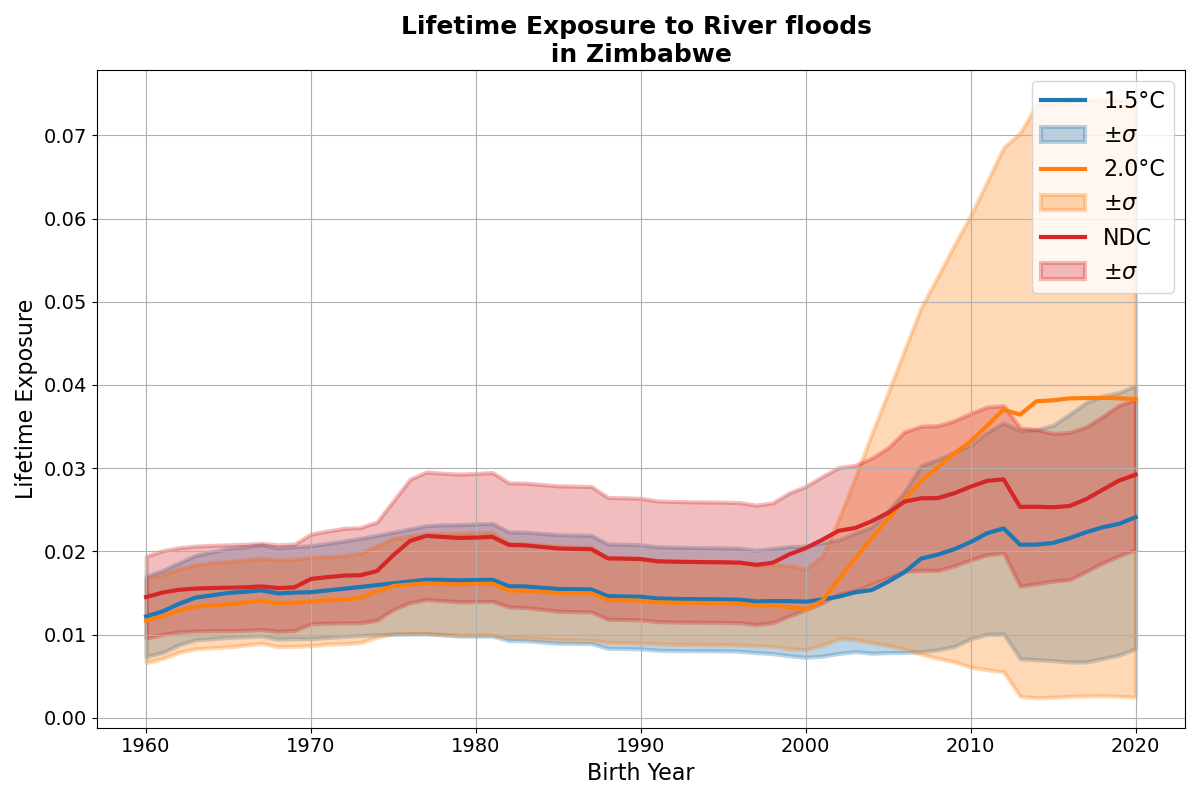 Lifetime Exposure to River floods
in Zimbabwe
Lifetime Exposure
0.07
0.06
0.05
0.04
0.03
0.02
0.01
0.00
1960
1970
1980
1990
2000
2010
2020
Birth Year
1.5°C
±σ
2.0°C
±σ
NDC
±σ